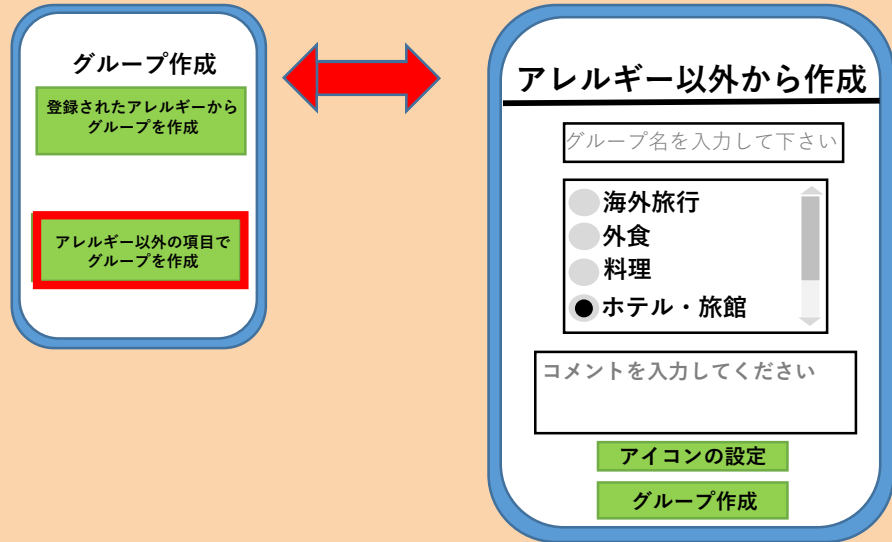 グループ作成
登録されたアレルギーから
グループを作成
アレルギー以外の項目で
グループを作成
アレルギー以外から作成
グループ名を入力して下さい
海外旅行
外食
料理
ホテル・旅館
コメントを入力してください
アイコンの設定
グループ作成